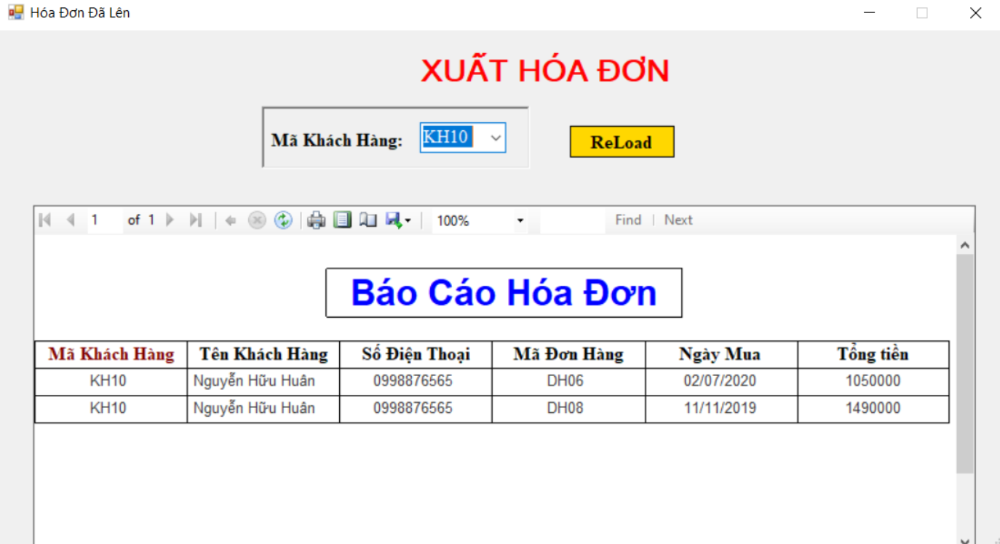 Hóa Đơn Đã Lên
XUẤT HÓA ĐƠN
Mã Khách Hàng: KH10 ReLoad
1 of 1 100% Find | Next
Báo Cáo Hóa Đơn
Mã Khách Hàng Tên Khách Hàng Số Điện Thoại Mã Đơn Hàng Ngày Mua Tổng tiền
KH10 Nguyễn Hữu Huân 0998876565 DH06 02/07/2020 1050000
KH10 Nguyễn Hữu Huân 0998876565 DH08 11/11/2019 1490000